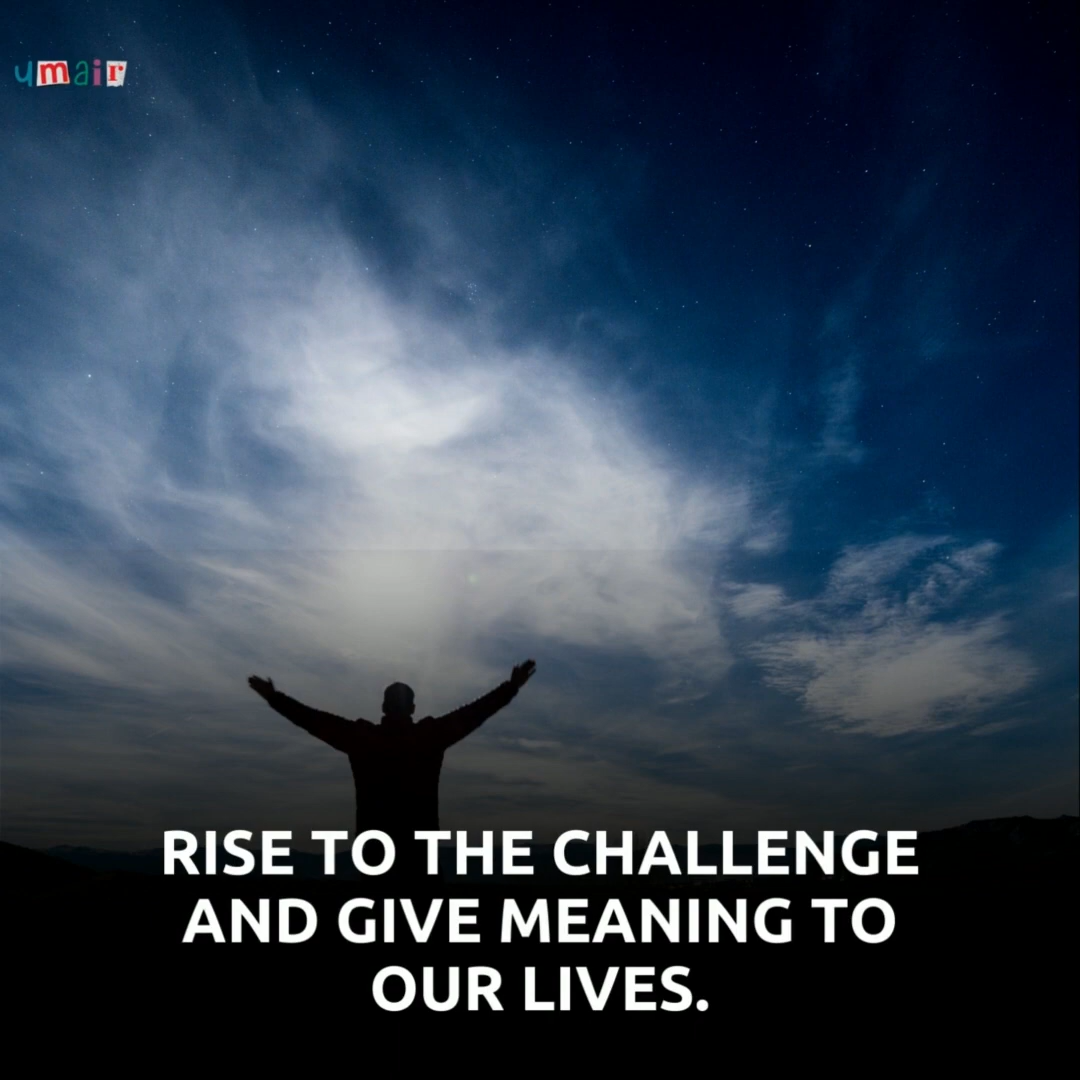 umair
RISE TO THE CHALLENGE
AND GIVE MEANING TO
OUR LIVES.